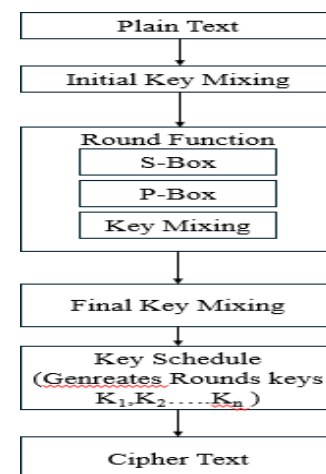 Plain Text
Initial Key Mixing
Round Function
S-Box
P-Box
Key Mixing
Final Key Mixing
Key Schedule
(Genreates Rounds keys
K₁,K₂.....Kₙ )
Cipher Text